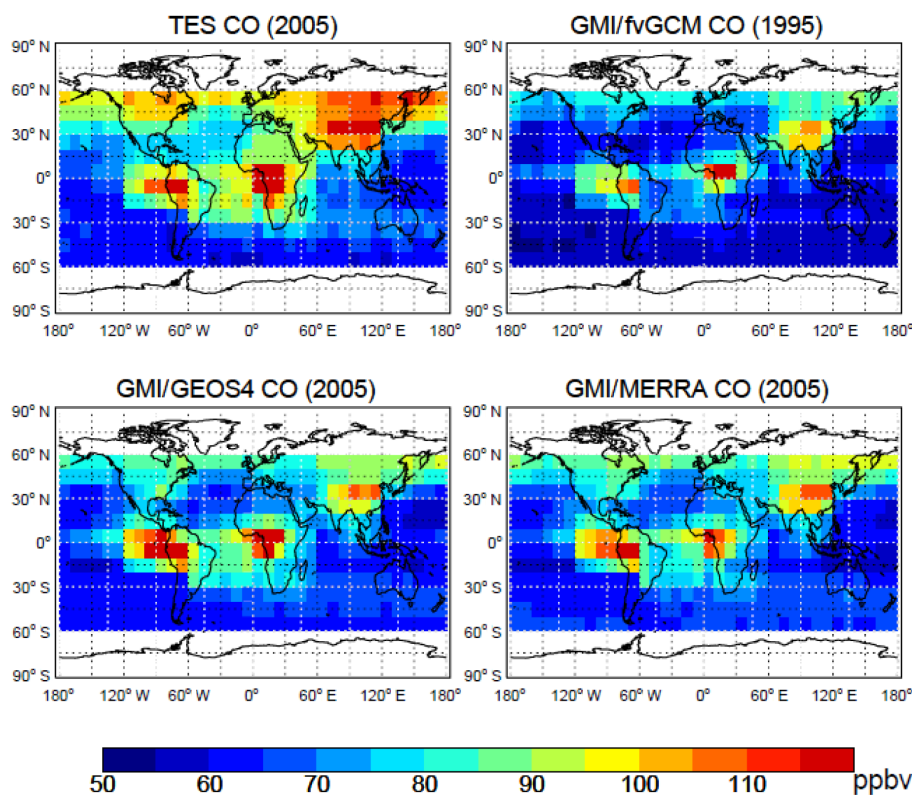 TES CO (2005)
GMI/fvGCM CO (1995)
90° N
60° N
30° N
0°
30° S
60° S
90° S
180° 120° W 60° W 0° 60° E 120° E 180°
90° N
60° N
30° N
0°
30° S
60° S
90° S
180° 120° W 60° W 0° 60° E 120° E 180°
GMI/GEOS4 CO (2005)
GMI/MERRA CO (2005)
90° N
60° N
30° N
0°
30° S
60° S
90° S
180° 120° W 60° W 0° 60° E 120° E 180°
90° N
60° N
30° N
0°
30° S
60° S
90° S
180° 120° W 60° W 0° 60° E 120° E 180°
50 60 70 80 90 100 110 ppbv